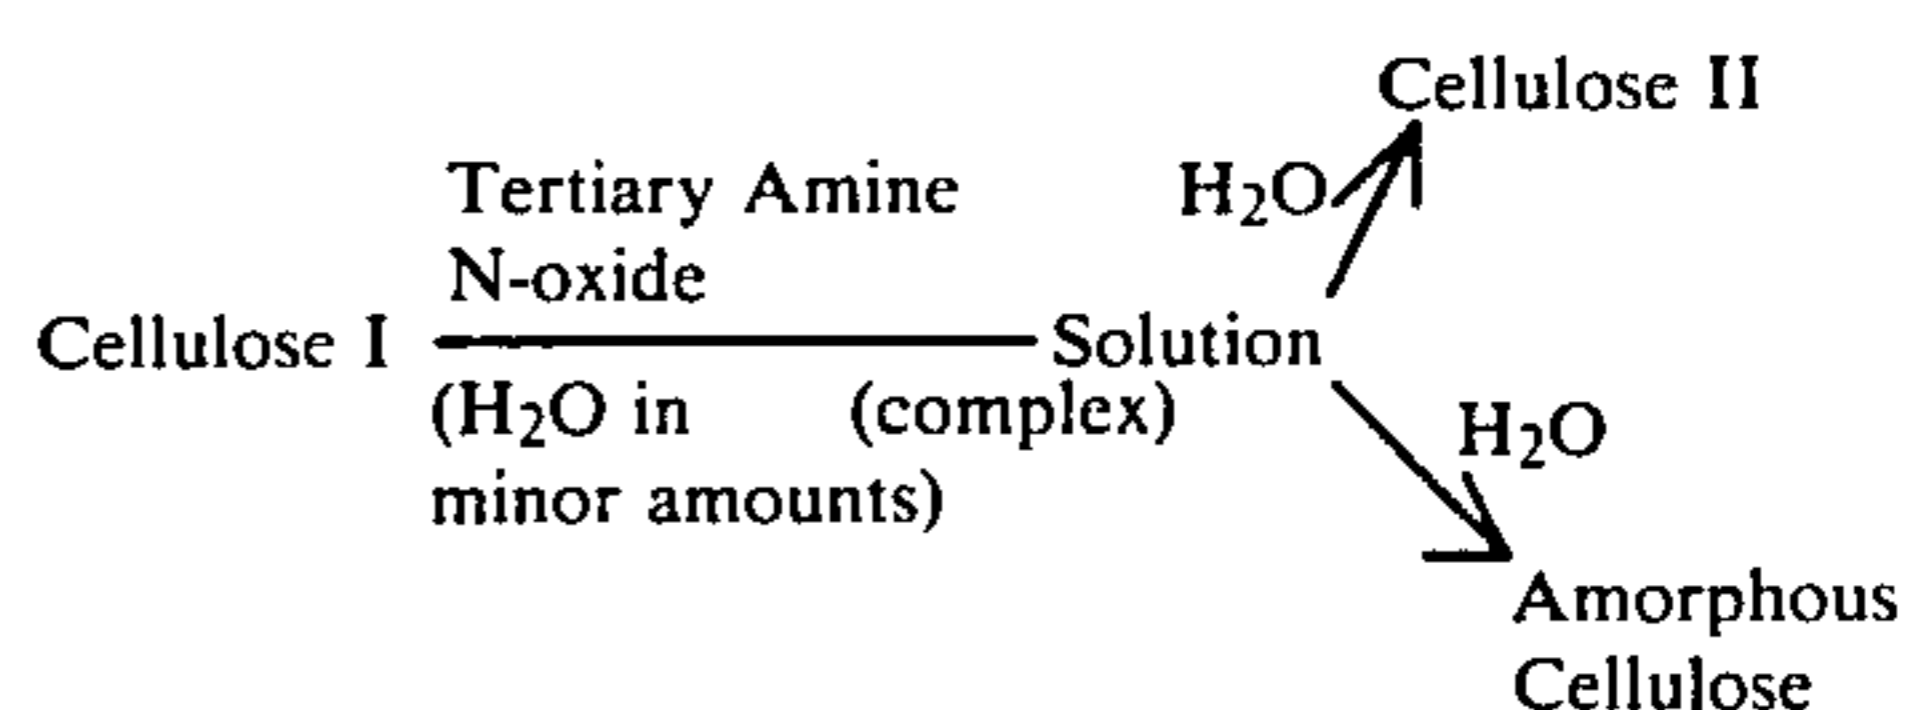 Cellulose II
Tertiary Amine
H₂O
N-oxide
Cellulose I
Solution
(H₂O in
(complex)
H₂O
minor amounts)
Amorphous
Cellulose